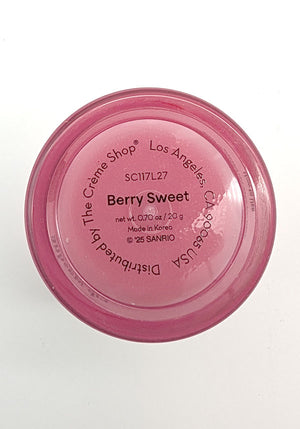 Distributed by The Crème Shop® Los Angeles, CA 90065 USA
SC117L27
Berry Sweet
net wt. 0.70 oz / 20 g
Made in Korea
© '25 SANRIO